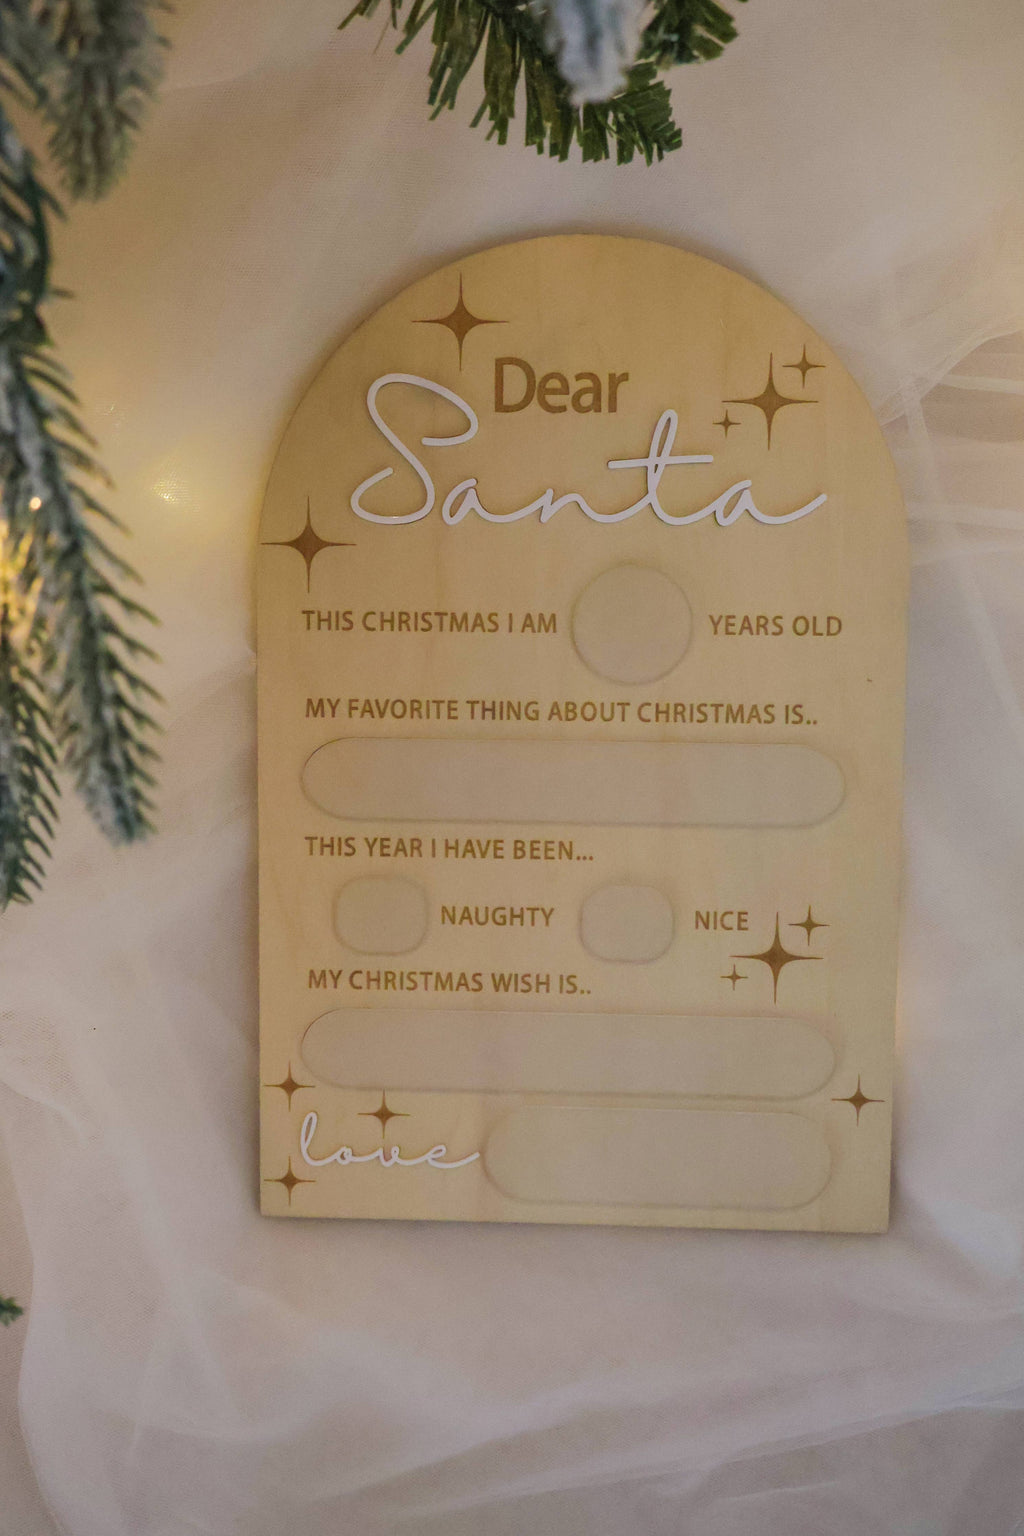 Dear
Santa
THIS CHRISTMAS I AM YEARS OLD
MY FAVORITE THING ABOUT CHRISTMAS IS..
THIS YEAR I HAVE BEEN...
NAUGHTY NICE
MY CHRISTMAS WISH IS..
love